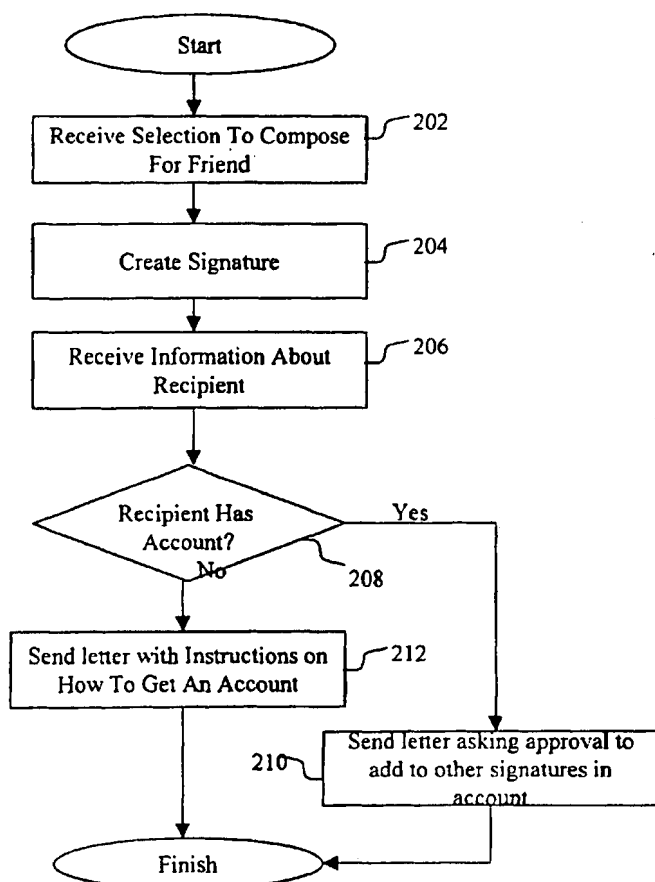 Start
Receive Selection To Compose
For Friend
202
Create Signature
204
Receive Information About
Recipient
206
Recipient Has
Account?
Yes
No
208
Send letter with Instructions on
How To Get An Account
212
Send letter asking approval to
add to other signatures in
account
210
Finish